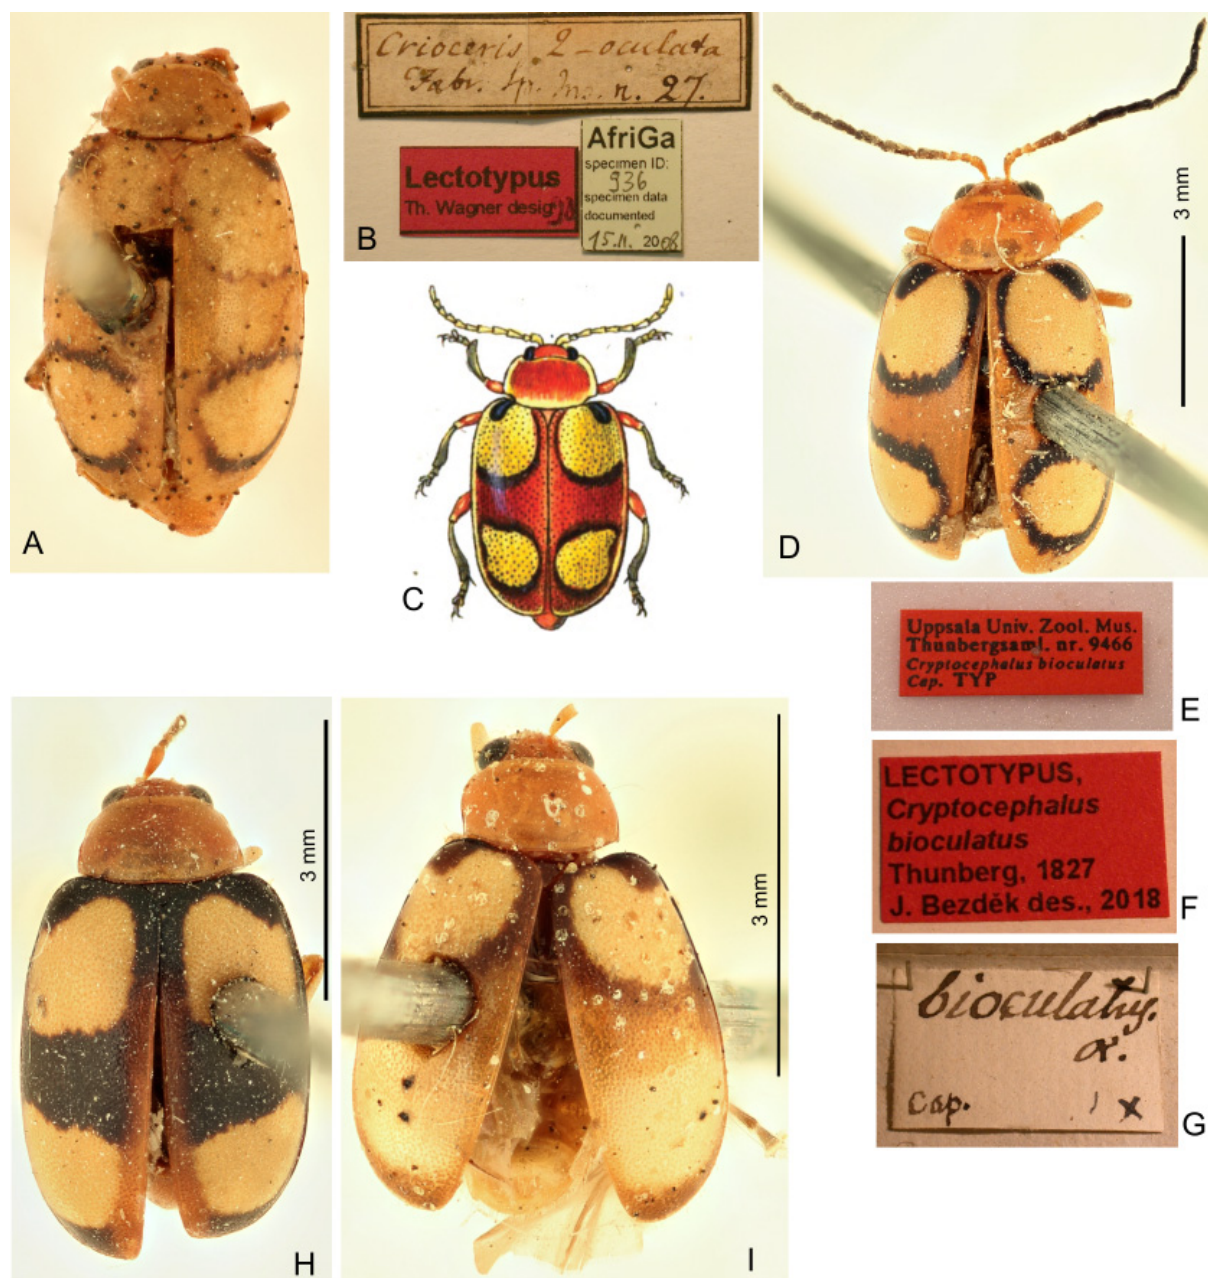 Crioceris 2-oculata
Fabr. Sp. Ins. n. 27.
Lectotypus
Th. Wagner desig
AfriGa
specimen ID:
936
specimen data
documented
15.11. 2008
B
A
C
3 mm
D
Uppsala Univ. Zool. Mus.
Thunbergsaml. nr. 9466
Cryptocephalus bioculatus
Cap. TYP
E
LECTOTYPUS,
Cryptocephalus
bioculatus
Thunberg, 1827
J. Bezděk des., 2018
F
bioculatus.
α.
Cap.
G
3 mm
H
3 mm
I